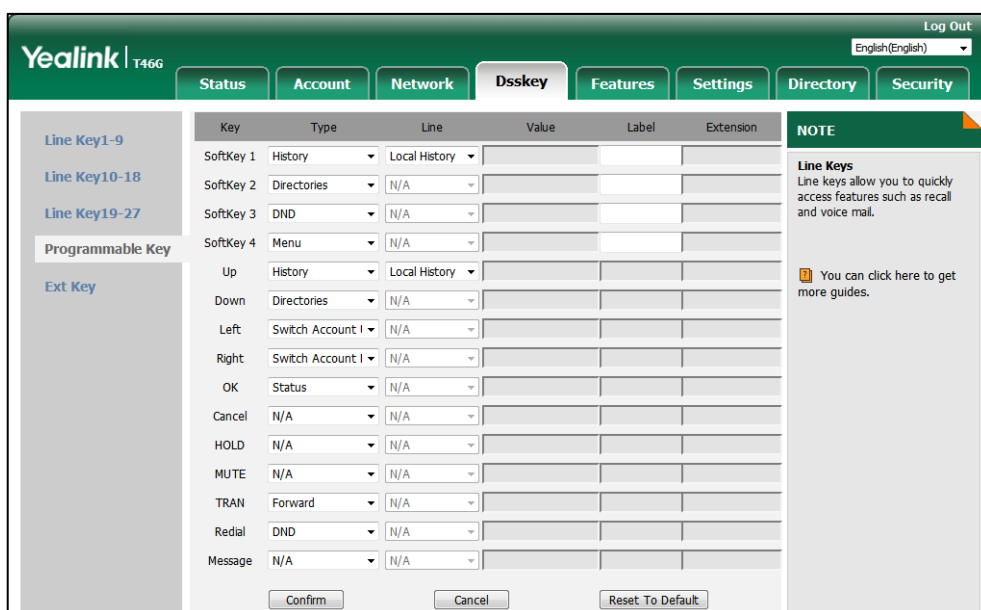 Log Out
Yealink | T46G
English(English)
Status Account Network Dsskey Features Settings Directory Security
Line Key1-9
Line Key10-18
Line Key19-27
Programmable Key
Ext Key
Key Type Line Value Label Extension
SoftKey 1 History Local History
SoftKey 2 Directories N/A
SoftKey 3 DND N/A
SoftKey 4 Menu N/A
Up History Local History
Down Directories N/A
Left Switch Account N/A
Right Switch Account N/A
OK Status N/A
Cancel N/A N/A
HOLD N/A N/A
MUTE N/A N/A
TRAN Forward N/A
Redial DND N/A
Message N/A N/A
Confirm Cancel Reset To Default
NOTE
Line Keys
Line keys allow you to quickly
access features such as recall
and voice mail.
? You can click here to get
more guides.